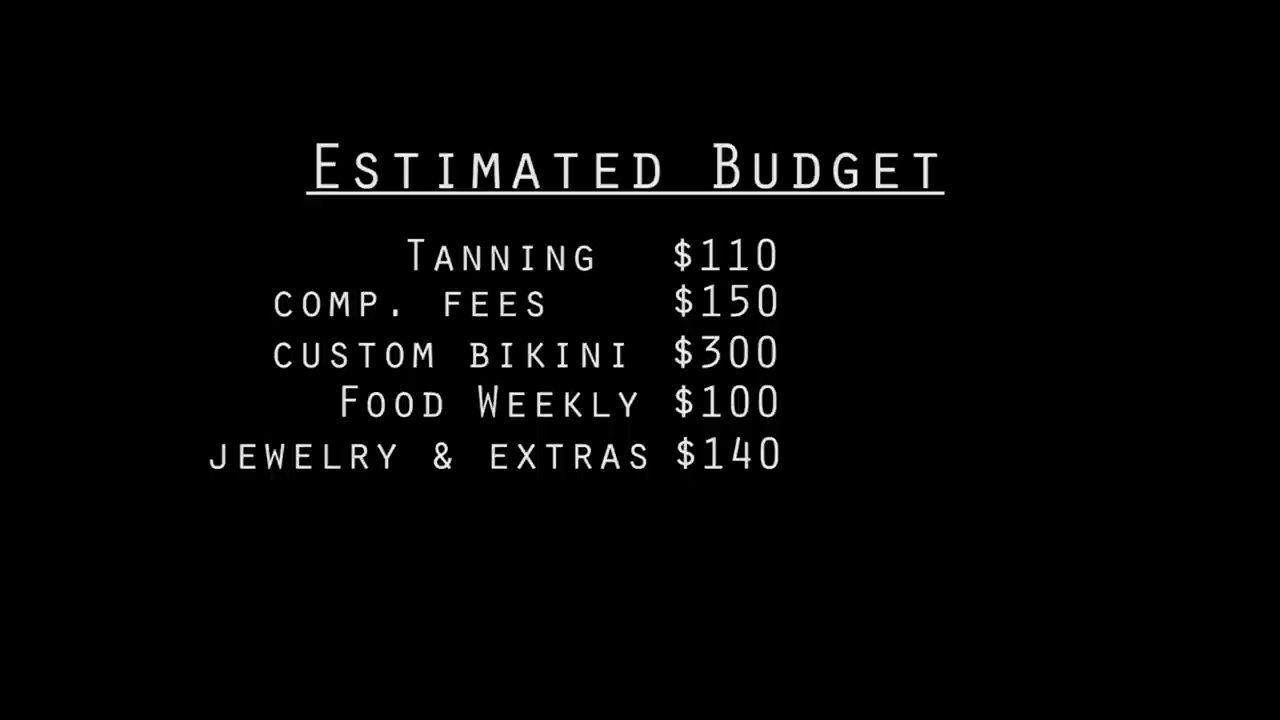 Estimated Budget
Tanning $110
comp. fees $150
custom bikini $300
Food Weekly $100
jewelry & extras $140